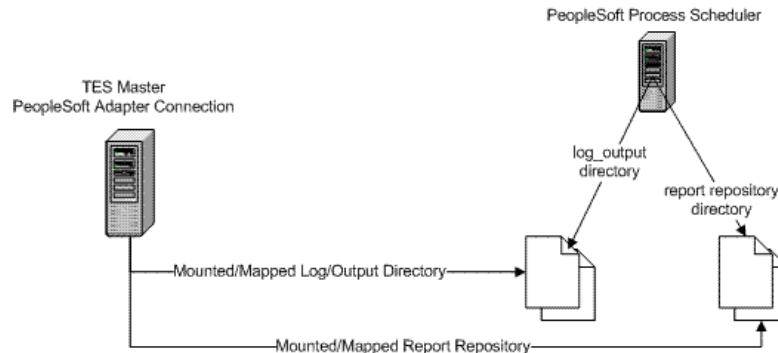 PeopleSoft Process Scheduler
TES Master
PeopleSoft Adapter Connection
log_output
directory
report repository
directory
Mounted/Mapped Log/Output Directory
Mounted/Mapped Report Repository